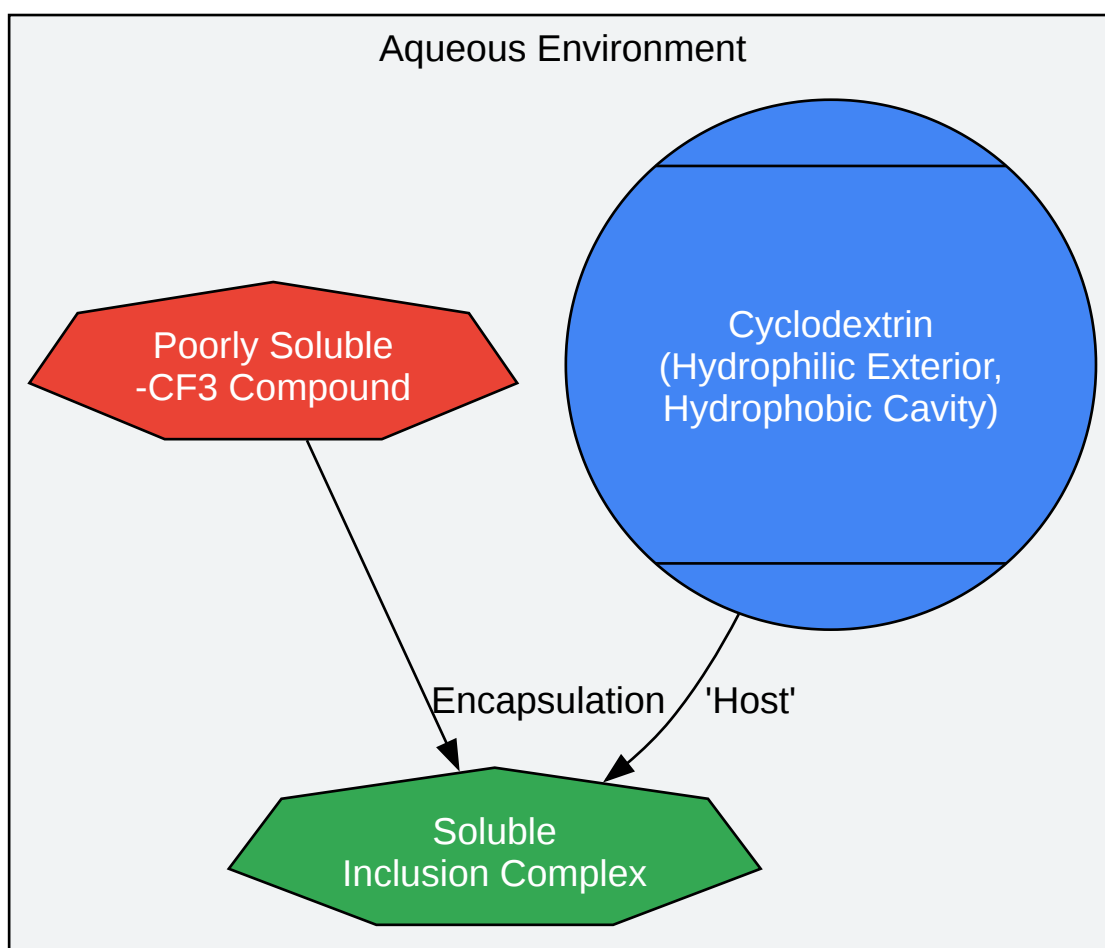 Aqueous Environment
Poorly Soluble
-CF3 Compound
Cyclodextrin
(Hydrophilic Exterior,
Hydrophobic Cavity)
Encapsulation
'Host'
Soluble
Inclusion Complex